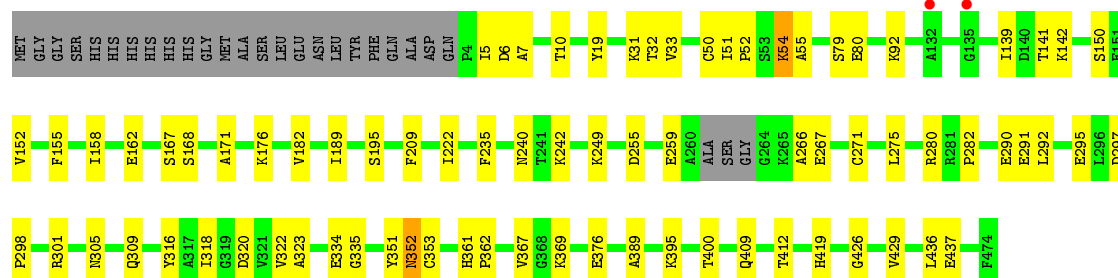 MET GLY GLY SER HIS HIS HIS HIS HIS HIS GLY MET ALA SER LEU GLU ASN LEU TYR PHE GLN ALA ASP GLN P4 I5 D6 A7 T10 Y19 K31 T32 V33 C50 I51 P52 S53 K54 A55 S79 E80 K92 A132 G135 I139 D140 T141 K142 S150 E151
V152 F155 I158 E162 S167 S168 A171 K176 V182 I189 S195 F209 I222 F235 N240 T241 K242 K249 D255 E259 A260 ALA SER GLY G264 K265 A266 E267 C271 L275 R280 R281 P282 E290 E291 L292 E295 L296 D297
P298 R301 N305 Q309 Y316 A317 I318 G319 D320 V321 V322 A323 E334 G335 Y351 N352 C353 H361 P362 V367 G368 K369 E376 A389 K395 T400 Q409 T412 H419 G426 V429 L436 E437 F474